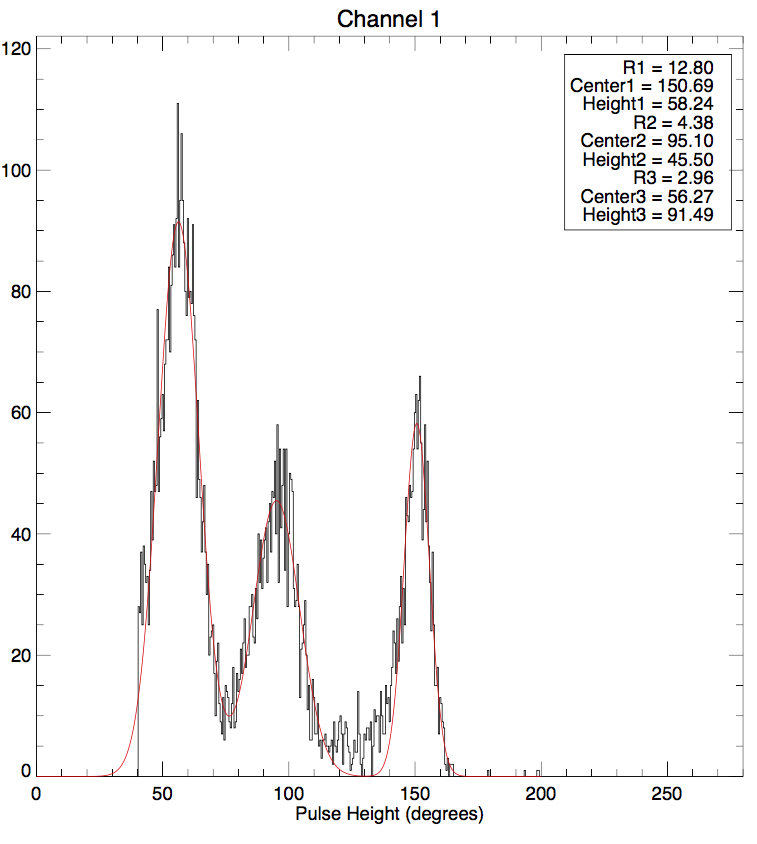 Channel 1
120
100
80
60
40
20
0
R1 = 12.80
Center1 = 150.69
Height1 = 58.24
R2 = 4.38
Center2 = 95.10
Height2 = 45.50
R3 = 2.96
Center3 = 56.27
Height3 = 91.49
0 50 100 150 200 250
Pulse Height (degrees)